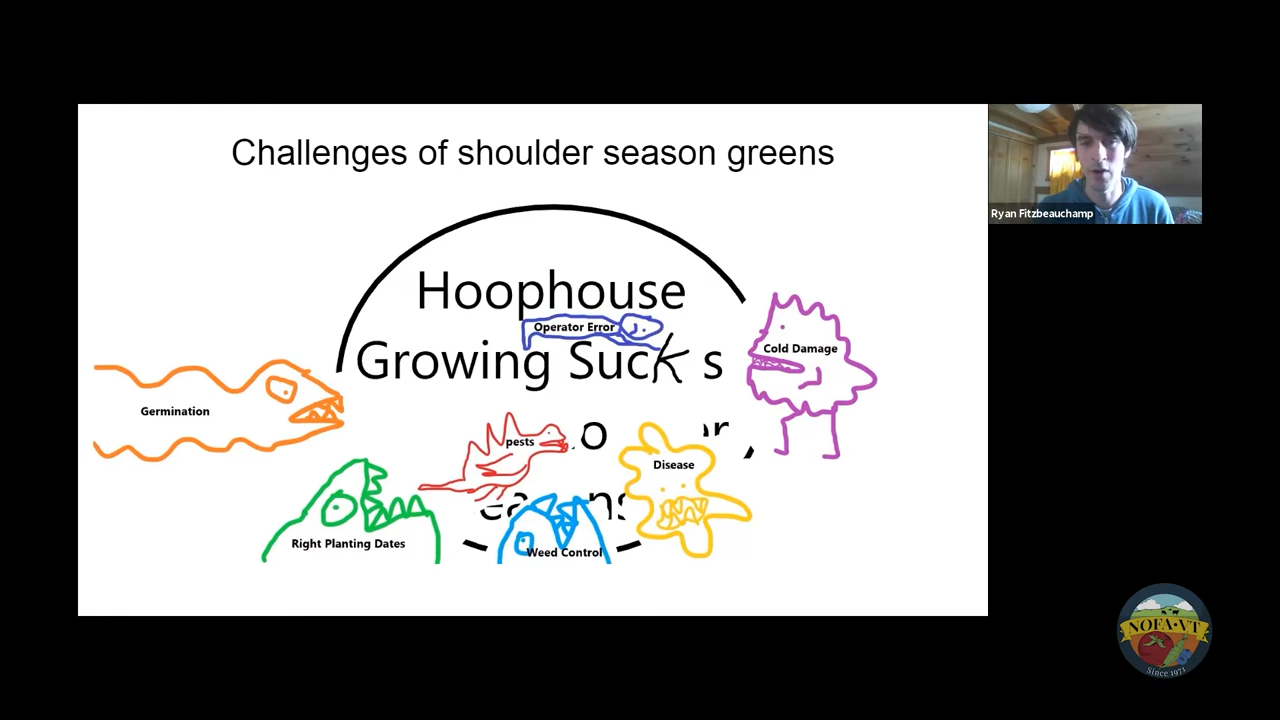 Challenges of shoulder season greens
Ryan Fitzbeauchamp
Hoophouse
Operator Error
Growing Sucks
Cold Damage
Germination
pests
Disease
Right Planting Dates
Weed Control
NOFA•VT
Since 1971